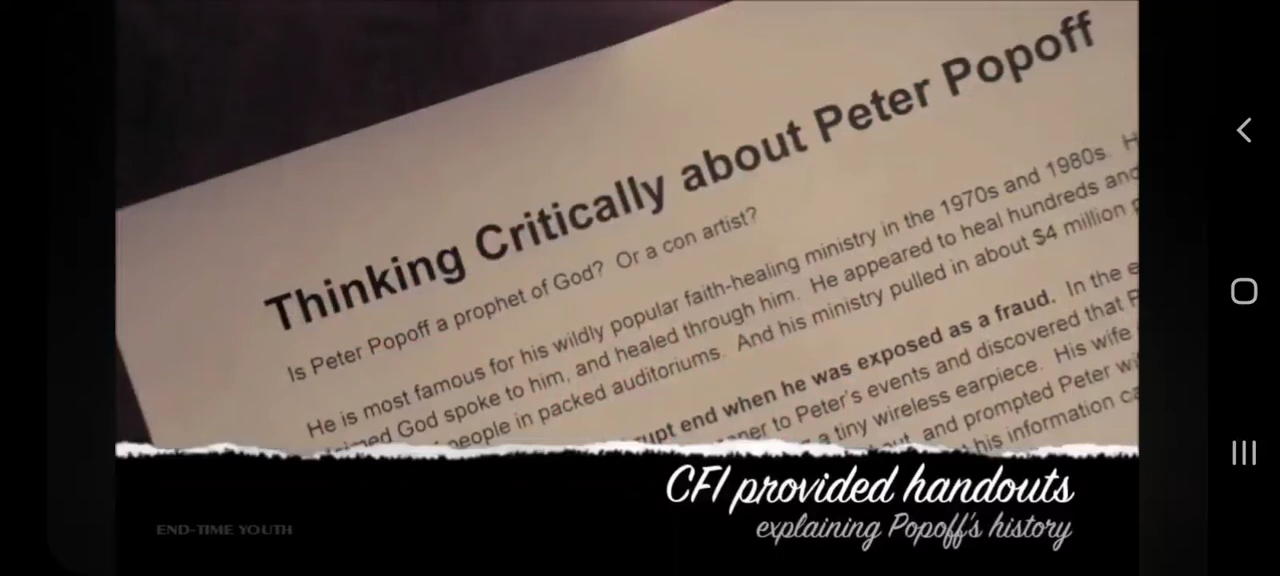 Thinking Critically about Peter Popoff
Is Peter Popoff a prophet of God? Or a con artist?
He is most famous for his wildly popular faith-healing ministry in the 1970s and 1980s.
God spoke to him, and healed through him. He appeared to heal hundreds and
people in packed auditoriums. And his ministry pulled in about $4 million
end when he was exposed as a fraud. In the
to Peter's events and discovered that
a tiny wireless earpiece. His wife
and prompted Peter
his information
CFI provided handouts
explaining Popoff's history
END-TIME YOUTH